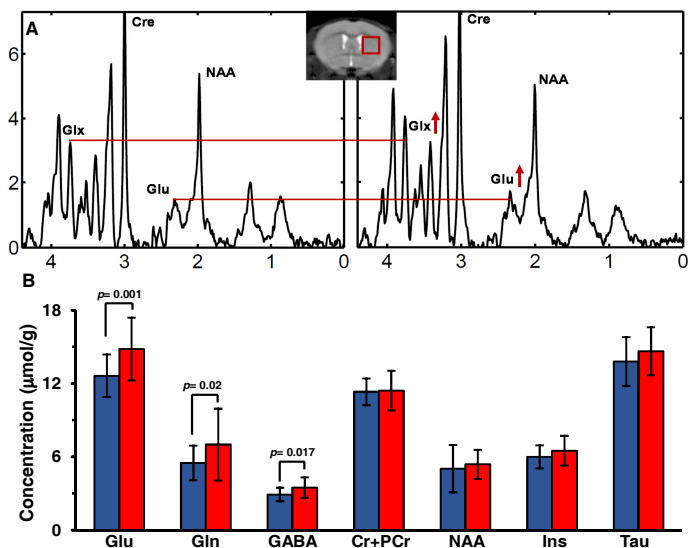 A
Cre
Cre
NAA
NAA
Glx
Glx
Glu
Glu
6
4
2
0
4 3 2 1 0
4 3 2 1 0
B
Concentration (µmol/g)
18
12
6
0
p= 0.001
p= 0.02
p= 0.017
Glu Gln GABA Cr+PCr NAA Ins Tau